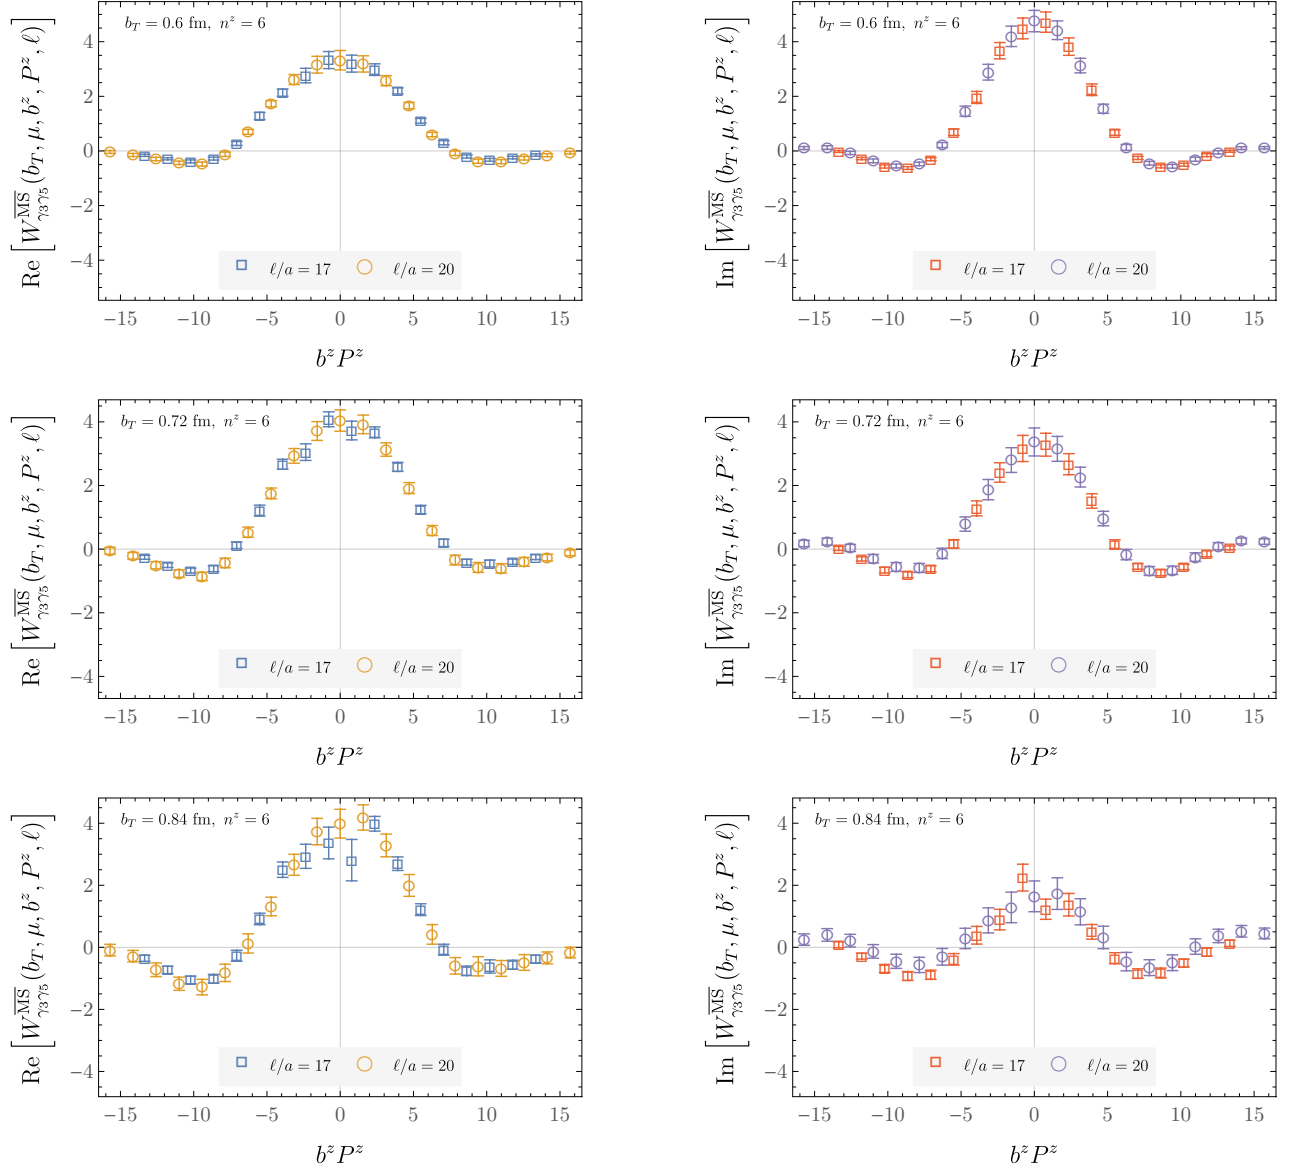 b_T = 0.6 fm, n^z = 6
Re [W^{\overline{MS}}_{γ3γ5}(b_T, μ, b^z, P^z, ℓ)]
4
2
0
−2
−4
ℓ/a = 17 ℓ/a = 20
−15 −10 −5 0 5 10 15
b^z P^z
b_T = 0.6 fm, n^z = 6
Im [W^{\overline{MS}}_{γ3γ5}(b_T, μ, b^z, P^z, ℓ)]
4
2
0
−2
−4
ℓ/a = 17 ℓ/a = 20
−15 −10 −5 0 5 10 15
b^z P^z
b_T = 0.72 fm, n^z = 6
Re [W^{\overline{MS}}_{γ3γ5}(b_T, μ, b^z, P^z, ℓ)]
4
2
0
−2
−4
ℓ/a = 17 ℓ/a = 20
−15 −10 −5 0 5 10 15
b^z P^z
b_T = 0.72 fm, n^z = 6
Im [W^{\overline{MS}}_{γ3γ5}(b_T, μ, b^z, P^z, ℓ)]
4
2
0
−2
−4
ℓ/a = 17 ℓ/a = 20
−15 −10 −5 0 5 10 15
b^z P^z
b_T = 0.84 fm, n^z = 6
Re [W^{\overline{MS}}_{γ3γ5}(b_T, μ, b^z, P^z, ℓ)]
4
2
0
−2
−4
ℓ/a = 17 ℓ/a = 20
−15 −10 −5 0 5 10 15
b^z P^z
b_T = 0.84 fm, n^z = 6
Im [W^{\overline{MS}}_{γ3γ5}(b_T, μ, b^z, P^z, ℓ)]
4
2
0
−2
−4
ℓ/a = 17 ℓ/a = 20
−15 −10 −5 0 5 10 15
b^z P^z